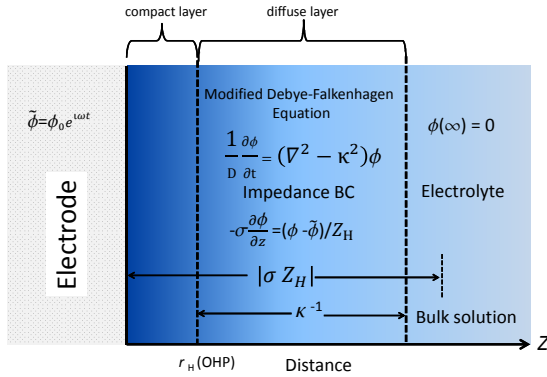 compact layer
diffuse layer
Modified Debye-Falkenhagen
Equation
ϕ̃=ϕ₀e^{ιωt}
ϕ(∞) = 0
1/D ∂ϕ/∂t = (∇² − κ²)ϕ
Impedance BC
Electrolyte
-σ ∂ϕ/∂z =(ϕ -ϕ̃)/Z_H
Electrode
|σ Z_H|
κ⁻¹
Bulk solution
Z
r_H (OHP)
Distance